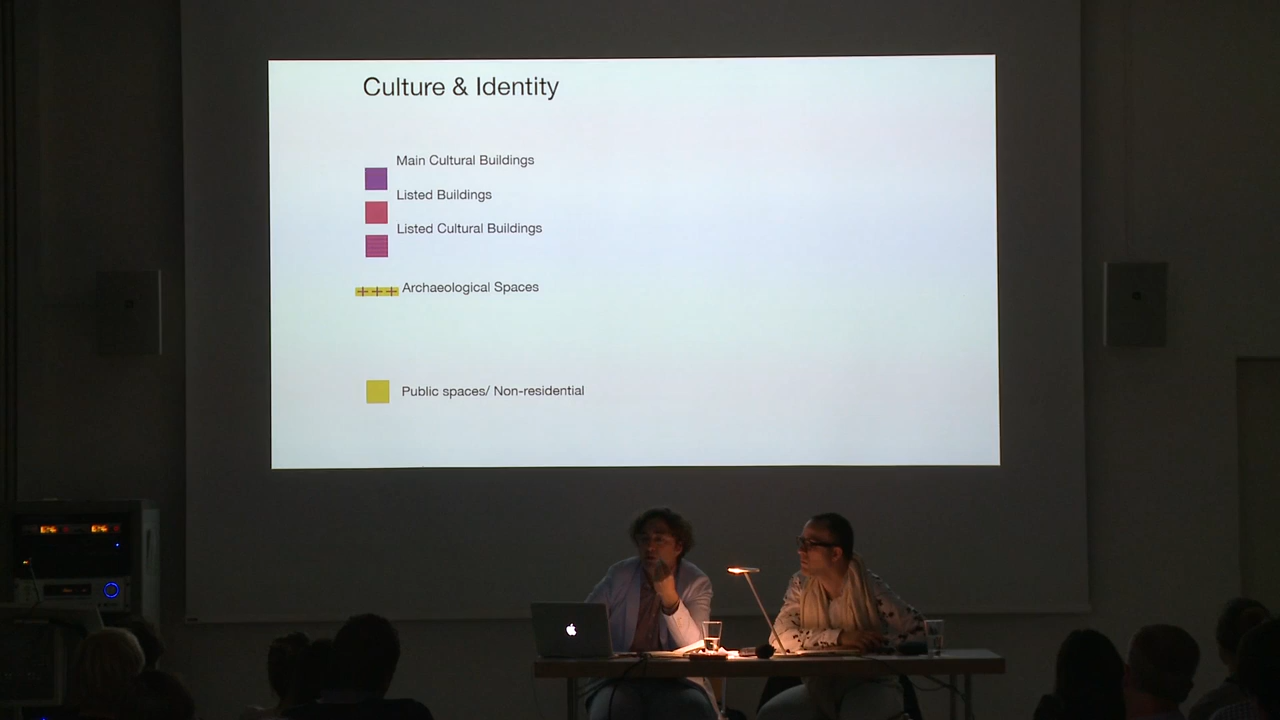 Culture & Identity
Main Cultural Buildings
Listed Buildings
Listed Cultural Buildings
Archaeological Spaces
Public spaces/ Non-residential